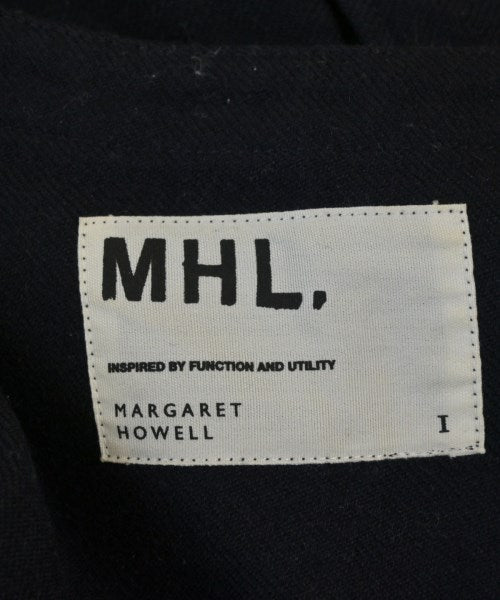 MHL.
INSPIRED BY FUNCTION AND UTILITY
MARGARET
HOWELL
I